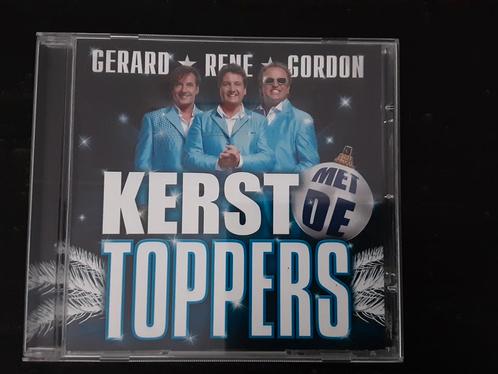 GERARD ★ RENE ★ GORDON
KERST
MET
DE
TOPPERS